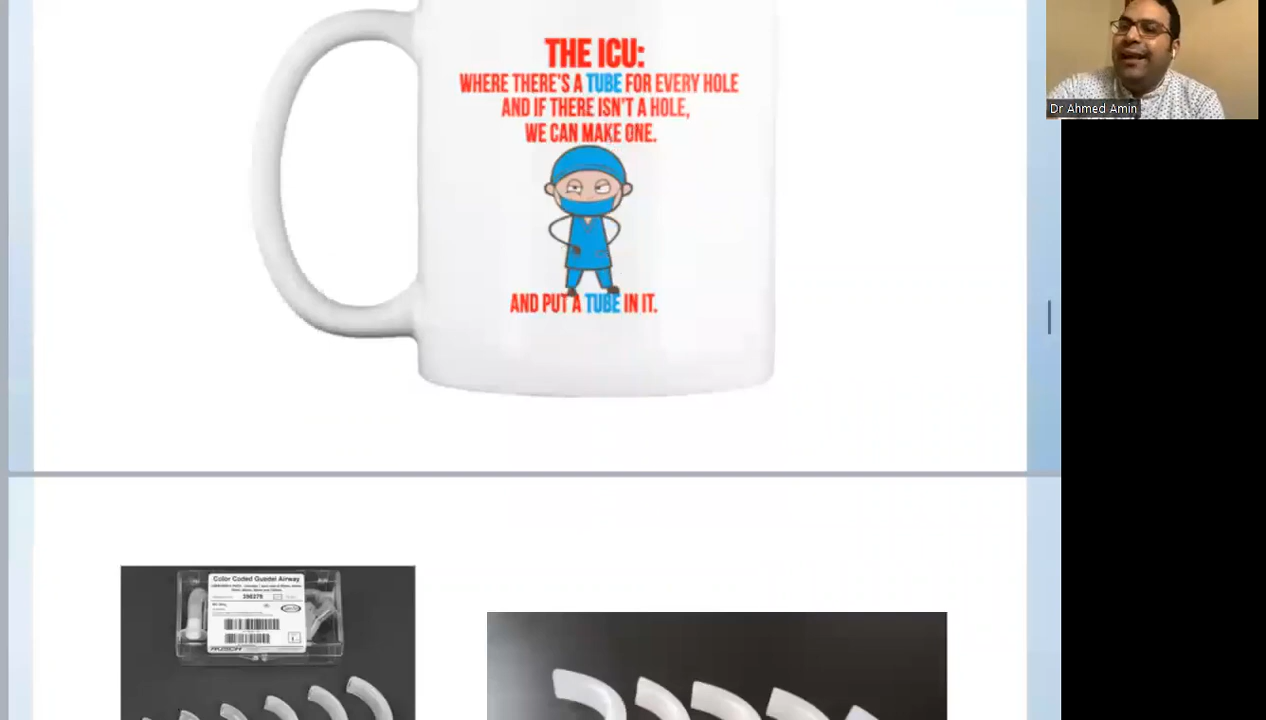 THE ICU:
WHERE THERE'S A TUBE FOR EVERY HOLE
AND IF THERE ISN'T A HOLE,
WE CAN MAKE ONE.
AND PUT A TUBE IN IT.
Dr Ahmed Amin
Color Coded Guedel Airway